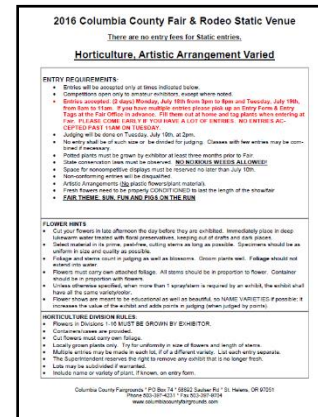 2016 Columbia County Fair & Rodeo Static Venue
There are no entry fees for Static entries.
Horticulture, Artistic Arrangement Varied
ENTRY REQUIREMENTS:
Entries will be accepted only at times indicated below.
Competitions open only to amateur exhibitors, except where noted.
Entries accepted: (2 days) Monday, July 18th from 3pm to 8pm and Tuesday, July 19th,
from 8am to 11am. If you have multiple entries please pick up an Entry Form & Entry
Tags at the Fair Office in advance. Fill them out at home and tag plants when entering at
Fair. PLEASE COME EARLY IF YOU HAVE A LOT OF ENTRIES. NO ENTRIES AC-
CEPTED PAST 11AM ON TUESDAY.
Judging will be done on Tuesday, July 19th, at 2pm.
No entry shall be of such size or be divided for judging. Classes with few entries may be com-
bined if necessary.
Potted plants must be grown by exhibitor at least three months prior to Fair.
State conservation laws must be observed. NO NOXIOUS WEEDS ALLOWED!
Space for noncompetitive displays must be reserved no later than July 10th.
Non-conforming entries will be disqualified.
Artistic Arrangements (No plastic flowers/plant material).
Fresh flowers need to be properly CONDITIONED to last the length of the show/fair
FAIR THEME: SUN, FUN AND PIGS ON THE RUN
FLOWER HINTS
Cut your flowers in late afternoon the day before they are exhibited. Immediately place in deep
lukewarm water treated with floral preservatives, keeping out of drafts and dark places.
Select material in its prime, pest-free, cutting stems as long as possible. Specimens should be as
uniform in size and quality as possible.
Foliage and stems count in judging as well as blossoms. Groom plants well. Foliage should not
extend into water.
Flowers must carry own attached foliage. All stems should be in proportion to flower. Container
should be in proportion with flowers.
Unless otherwise specified, when more than 1 spray/stem is required by an exhibit, the exhibit shall
have all the same variety/color.
Flower shows are meant to be educational as well as beautiful, so NAME VARIETIES if possible; it
increases the value of the exhibit and adds points in judging (when judged by points).
HORTICULTURE DIVISION RULES:
Flowers in Divisions 1-16 MUST BE GROWN BY EXHIBITOR.
Containers/vases are provided.
Cut flowers must carry own foliage.
Locally grown plants only. Try for uniformity in size of flowers and length of stems.
Multiple entries may be made in each lot, if of a different variety. List each entry separate.
The Superintendent reserves the right to remove any exhibit that is no longer fresh.
Lots may be subdivided if warranted.
Include name or variety of plant, if known, on entry form.
Columbia County Fairgrounds * PO Box 74 * 58892 Saulser Rd * St. Helens, OR 97051
Phone 503-397-4231 * Fax 503-397-
www.columbiacountyfairgrounds.com